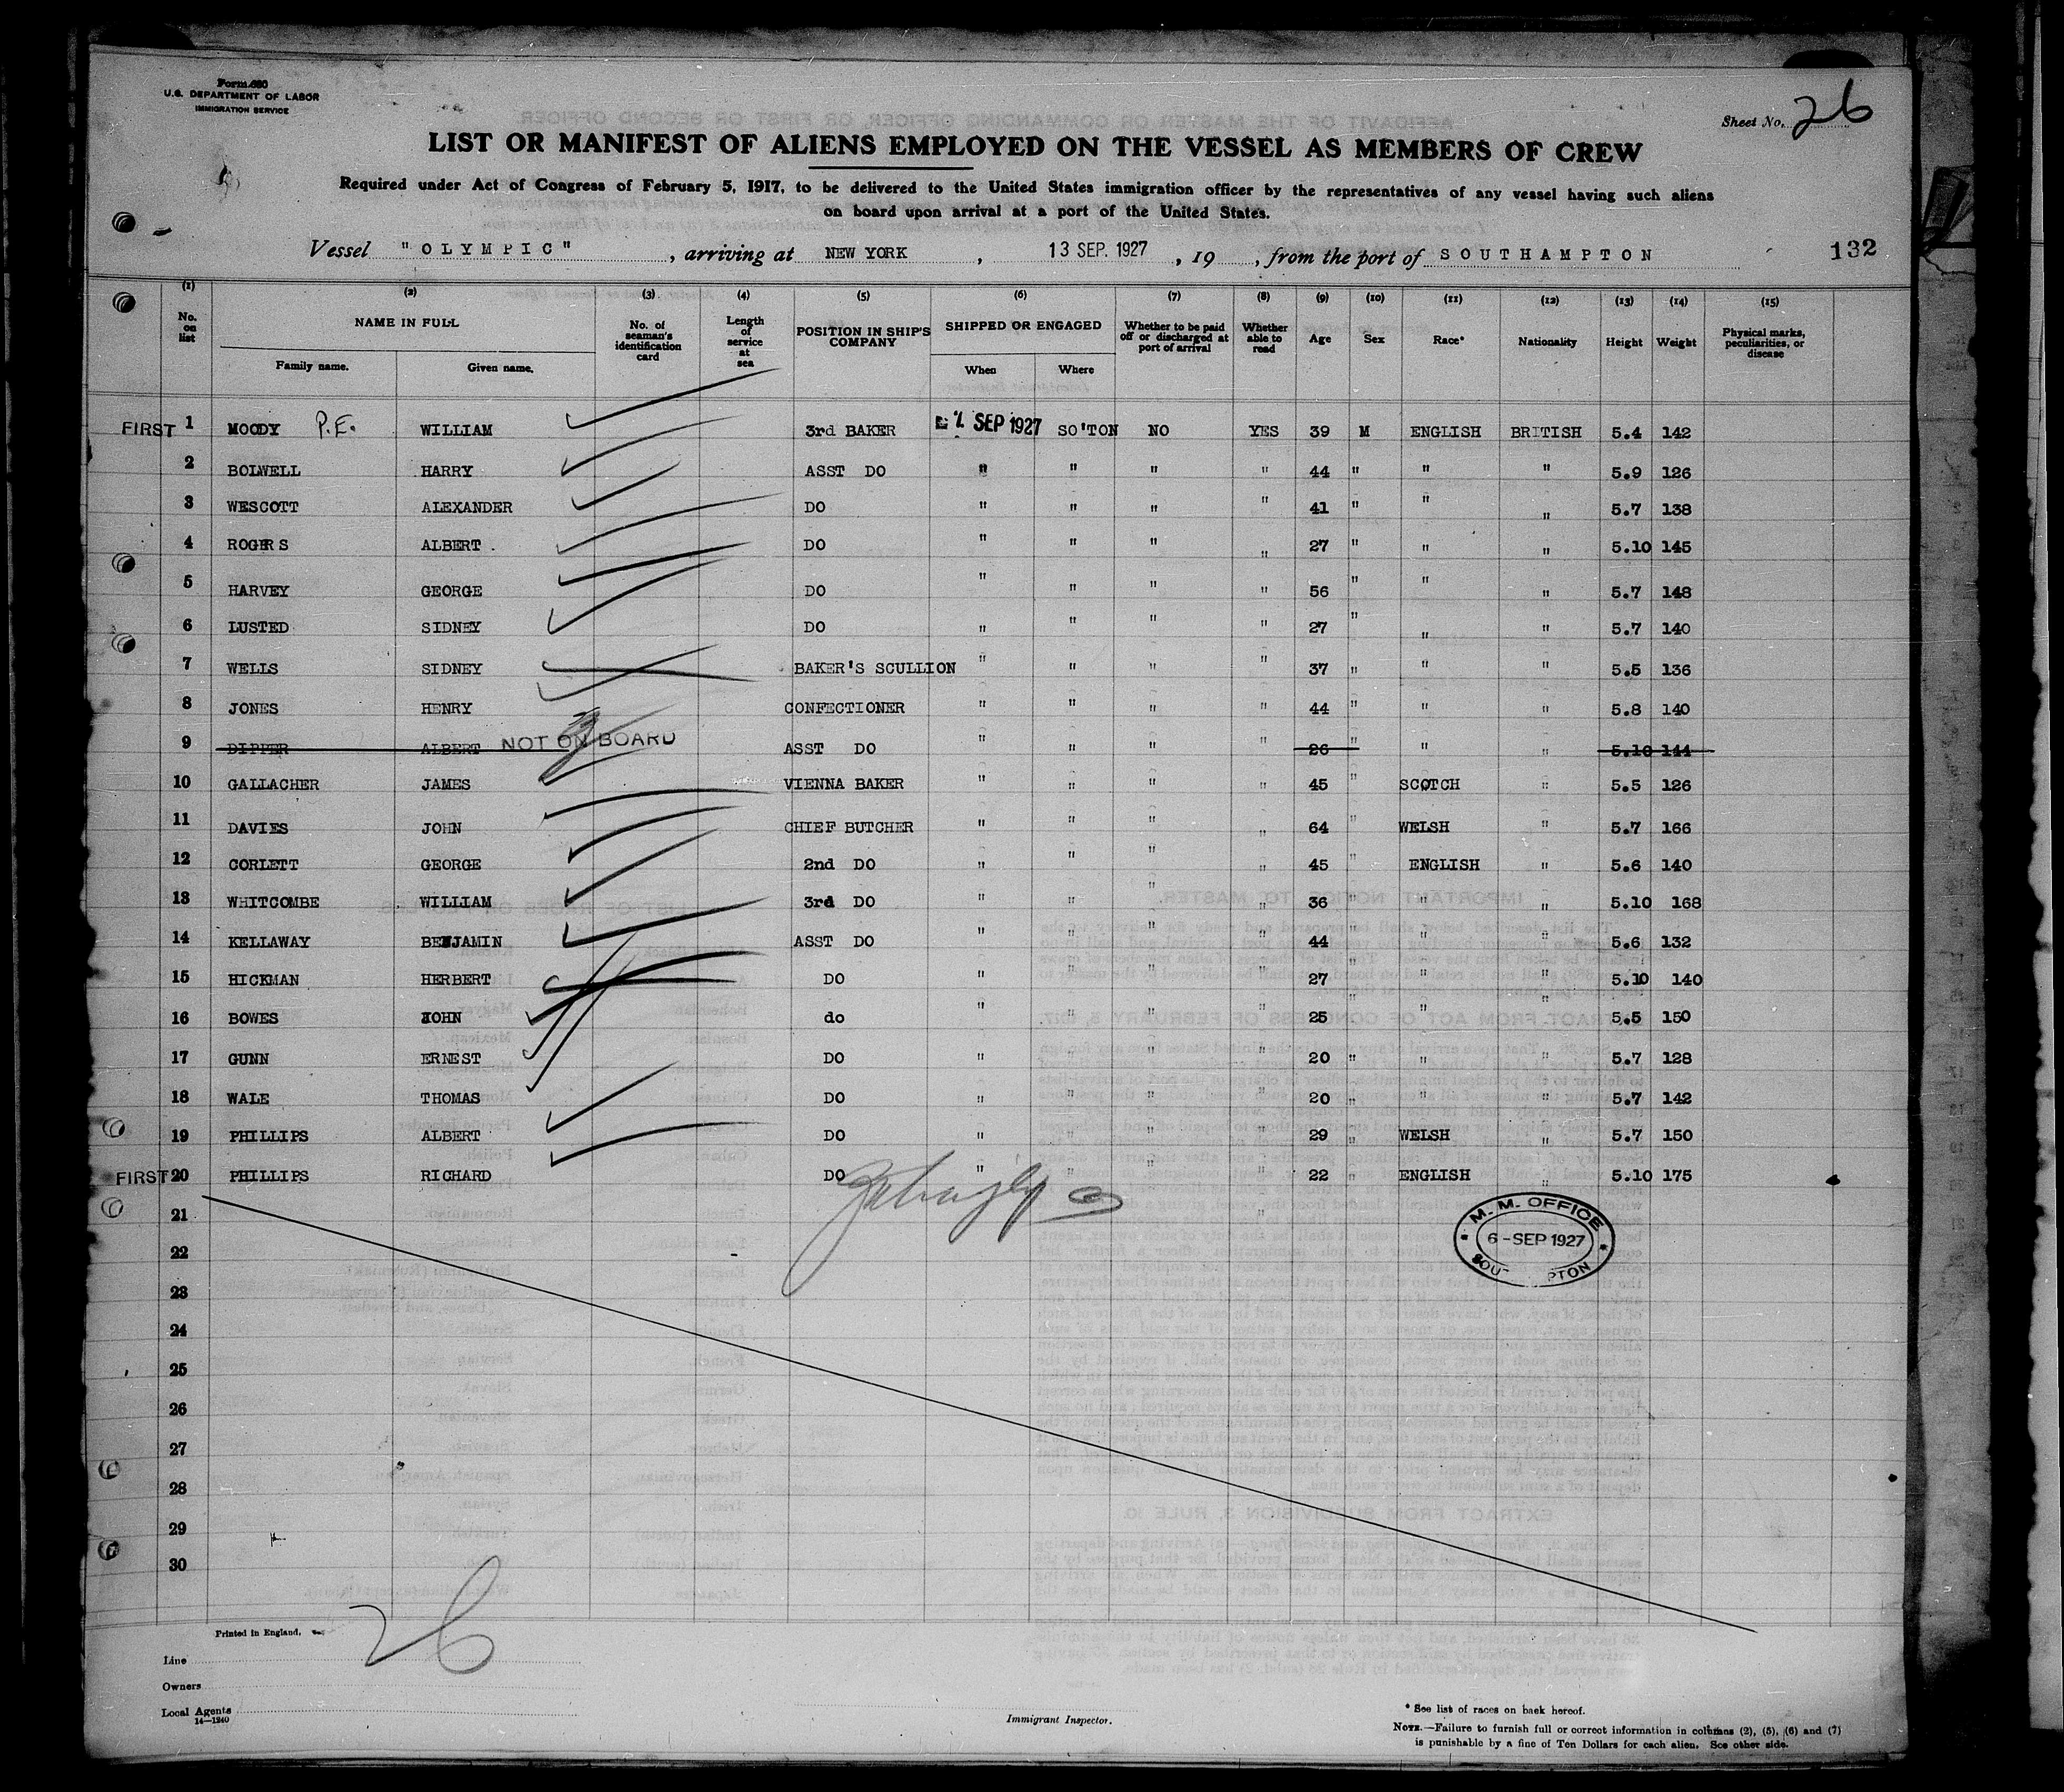 Form 680
U.S. DEPARTMENT OF LABOR
IMMIGRATION SERVICE
Sheet No. 26
LIST OR MANIFEST OF ALIENS EMPLOYED ON THE VESSEL AS MEMBERS OF CREW
Required under Act of Congress of February 5, 1917, to be delivered to the United States immigration officer by the representatives of any vessel having such aliens
on board upon arrival at a port of the United States.
Vessel "OLYMPIC", arriving at NEW YORK, 13 SEP. 1927, 19, from the port of SOUTHAMPTON 132
(1) (2) (3) (4) (5) (6) (7) (8) (9) (10) (11) (12) (13) (14) (15)
No. on list NAME IN FULL Family name. Given name. No. of seaman's identification card Length of service at sea POSITION IN SHIP'S COMPANY SHIPPED OR ENGAGED When Where Whether to be paid off or discharged at port of arrival Whether able to read Age Sex Race* Nationality Height Weight Physical marks, peculiarities, or disease
FIRST 1 MOODY P.E. WILLIAM 3rd BAKER SEP 1927 SO'TON NO YES 39 M ENGLISH BRITISH 5.4 142
2 BOLWELL HARRY ASST DO " " " " 44 " " " 5.9 126
3 WESCOTT ALEXANDER DO " " " " 41 " " " 5.7 138
4 ROGERS ALBERT . DO " " " " 27 " " " 5.10 145
5 HARVEY GEORGE DO " " " " 56 " " " 5.7 148
6 LUSTED SIDNEY DO " " " " 27 " " " 5.7 140
7 WELLS SIDNEY BAKER'S SCULLION " " " " 37 " " " 5.5 136
8 JONES HENRY CONFECTIONER " " " " 44 " " " 5.8 140
9 DIPPER ALBERT NOT ON BOARD ASST DO " " " " 26 " " " 5.10 144
10 GALLACHER JAMES VIENNA BAKER " " " " 45 " SCOTCH " 5.5 126
11 DAVIES JOHN CHIEF BUTCHER " " " " 64 " WELSH " 5.7 166
12 CORLETT GEORGE 2nd DO " " " " 45 " ENGLISH " 5.6 140
13 WHITCOMBE WILLIAM 3rd DO " " " " 36 " " " 5.10 168
14 KELLAWAY BENJAMIN ASST DO " " " " 44 " " " 5.6 132
15 HICKMAN HERBERT DO " " " " 27 " " " 5.10 140
16 BOWES JOHN do " " " " 25 " " " 5.5 150
17 GUNN ERNEST DO " " " " 20 " " " 5.7 128
18 WALE THOMAS DO " " " " 20 " " " 5.7 142
19 PHILLIPS ALBERT DO " " " " 29 " WELSH " 5.7 150
FIRST 20 PHILLIPS RICHARD DO " " " " 22 " ENGLISH " 5.10 175
21
22
23
24
25
26
27
28
29
30
M. M. OFFICE
6 - SEP 1927
Printed in England.
26
Line
Owners
Local Agents
14—1240
Immigrant Inspector.
* See list of races on back hereof.
NOTE.—Failure to furnish full or correct information in columns (2), (5), (6) and (7)
is punishable by a fine of Ten Dollars for each alien. See other side.